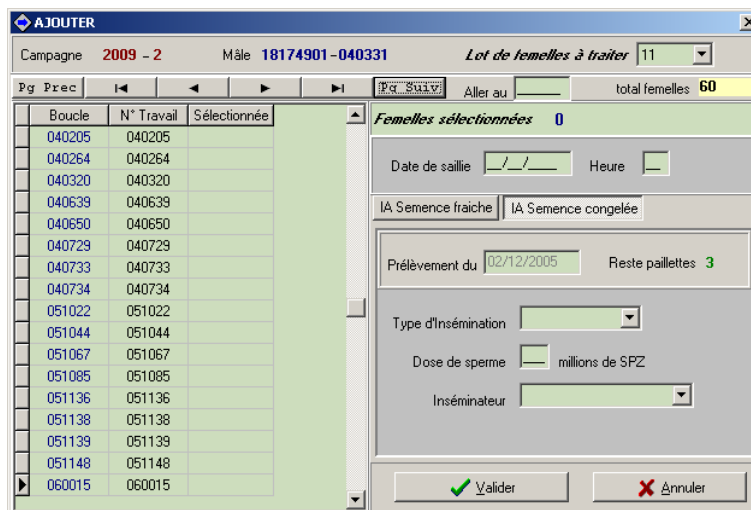 AJOUTER
Campagne 2009 - 2 Mâle 18174901-040331 Lot de femelles à traiter 11
Pg Prec Pg Suiv Aller au total femelles 60
Boucle N° Travail Sélectionnée
040205 040205
040264 040264
040320 040320
040639 040639
040650 040650
040729 040729
040733 040733
040734 040734
051022 051022
051044 051044
051067 051067
051085 051085
051136 051136
051138 051138
051139 051139
051148 051148
060015 060015
Femelles sélectionnées 0
Date de saillie __/__/____ Heure __
IA Semence fraiche IA Semence congelée
Prélèvement du 02/12/2005 Reste paillettes 3
Type d'Insémination
Dose de sperme ___ millions de SPZ
Inséminateur
Valider Annuler